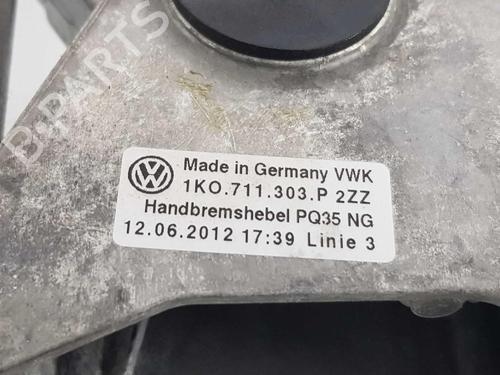 B-PARTS
Made in Germany VWK
1KO.711.303.P 2ZZ
Handbremshebel PQ35 NG
12.06.2012 17:39 Linie 3